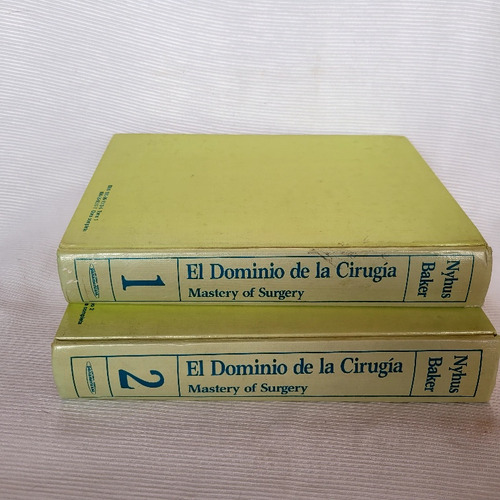 1
El Dominio de la Cirugía
Mastery of Surgery
Nyhus
Baker
2
El Dominio de la Cirugía
Mastery of Surgery
Nyhus
Baker